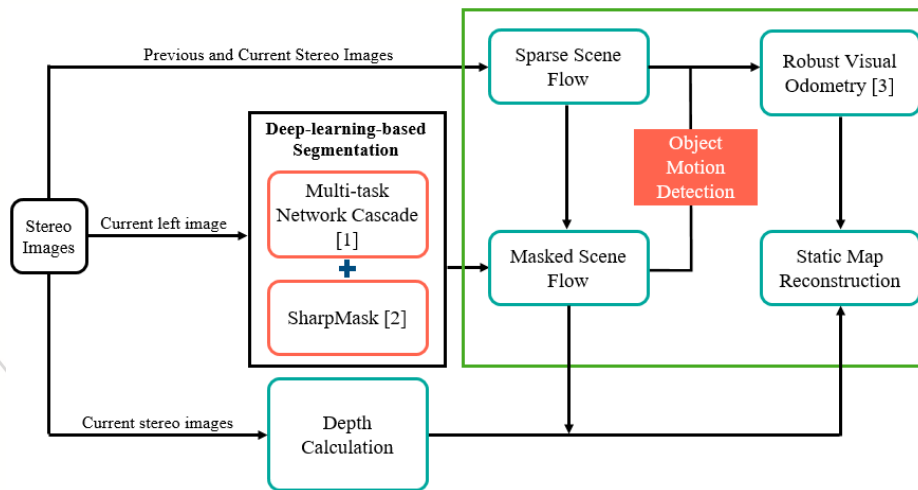 Previous and Current Stereo Images
Sparse Scene
Flow
Robust Visual
Odometry [3]
Deep-learning-based
Segmentation
Object
Motion
Detection
Multi-task
Network Cascade
[1]
Stereo
Images
Current left image
Masked Scene
Flow
Static Map
Reconstruction
SharpMask [2]
Current stereo images
Depth
Calculation